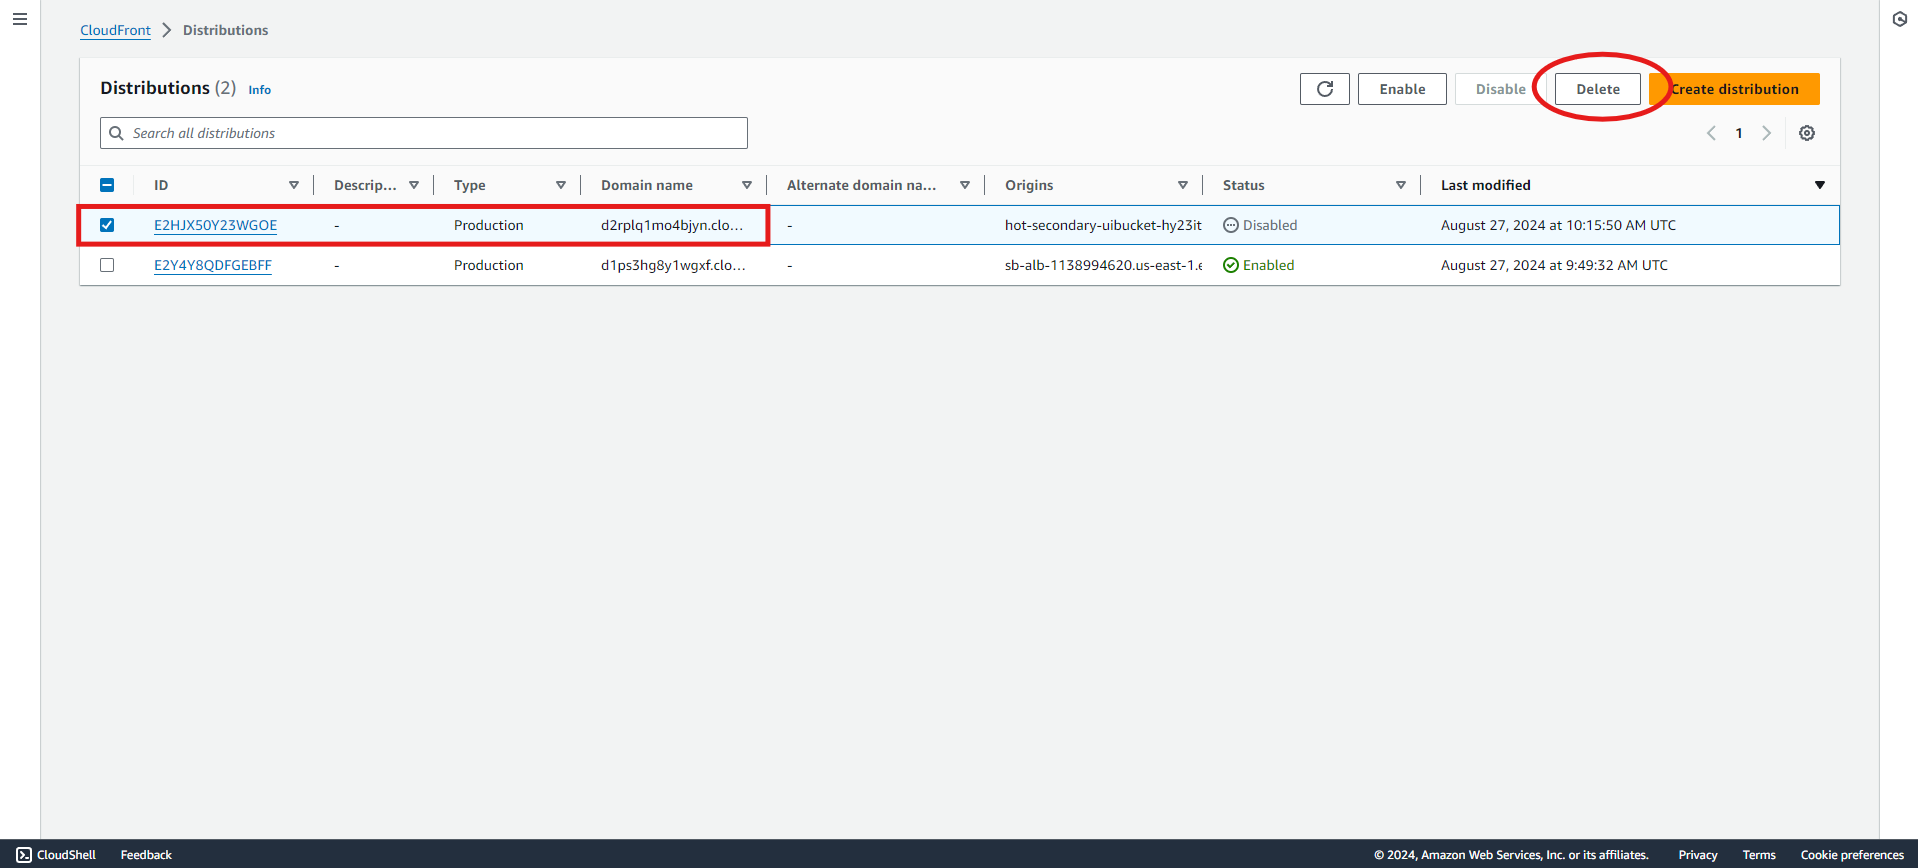 CloudFront > Distributions
Distributions (2) Info
Enable Disable Delete Create distribution
Search all distributions
1
ID Descrip... Type Domain name Alternate domain na... Origins Status Last modified
E2HJX50Y23WGOE - Production d2rplq1mo4bjyn.clo... - hot-secondary-uibucket-hy23it Disabled August 27, 2024 at 10:15:50 AM UTC
E2Y4Y8QDFGEBFF - Production d1ps3hg8y1wgxf.clo... - sb-alb-1138994620.us-east-1.e Enabled August 27, 2024 at 9:49:32 AM UTC
CloudShell Feedback © 2024, Amazon Web Services, Inc. or its affiliates. Privacy Terms Cookie preferences